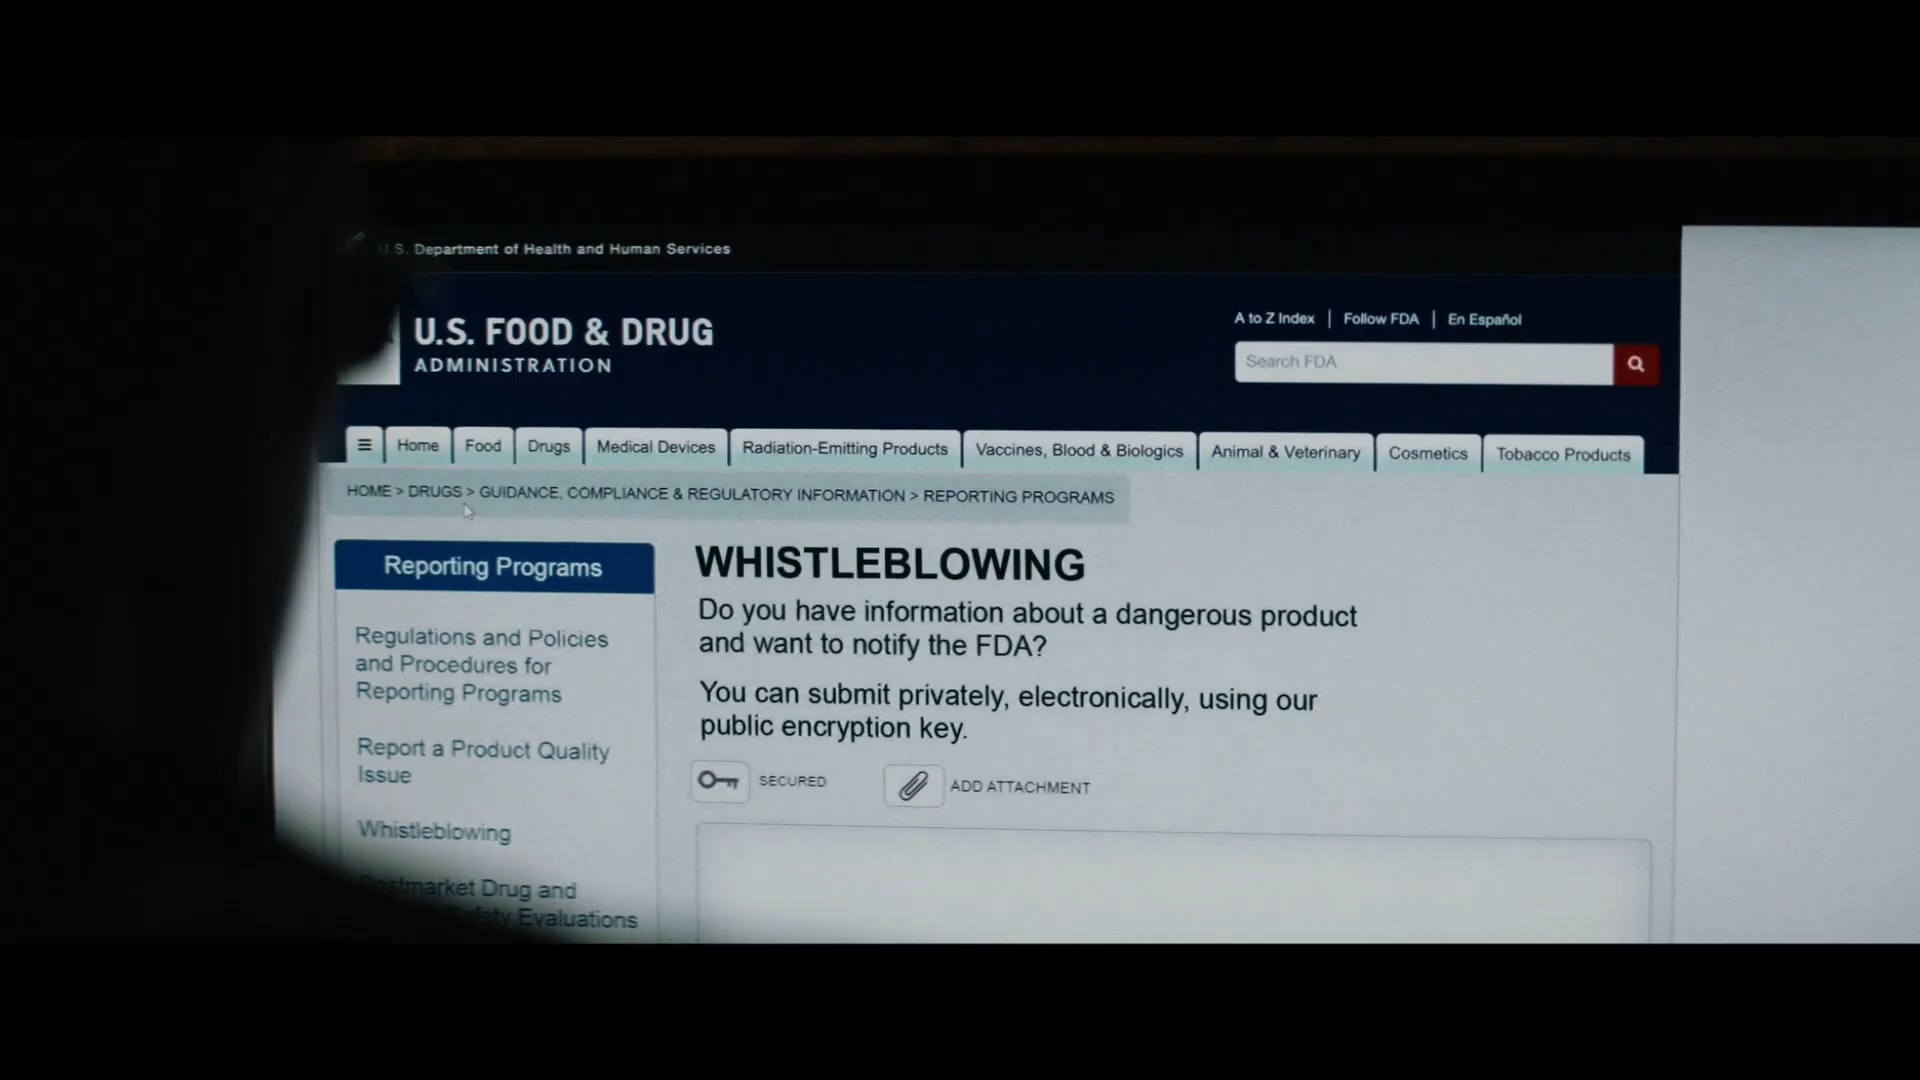 U.S. Department of Health and Human Services
U.S. FOOD & DRUG
ADMINISTRATION
A to Z Index | Follow FDA | En Español
Search FDA
Home Food Drugs Medical Devices Radiation-Emitting Products Vaccines, Blood & Biologics Animal & Veterinary Cosmetics Tobacco Products
HOME > DRUGS > GUIDANCE, COMPLIANCE & REGULATORY INFORMATION > REPORTING PROGRAMS
Reporting Programs
Regulations and Policies
and Procedures for
Reporting Programs
Report a Product Quality
Issue
Whistleblowing
Postmarket Drug and
Safety Evaluations
WHISTLEBLOWING
Do you have information about a dangerous product
and want to notify the FDA?
You can submit privately, electronically, using our
public encryption key.
SECURED
ADD ATTACHMENT